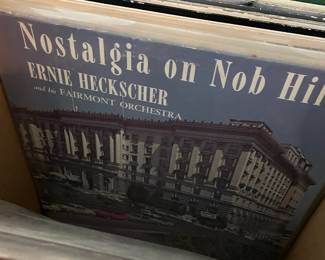 Nostalgia on Nob Hil
ERNIE HECKSCHER
and his FAIRMONT ORCHESTRA